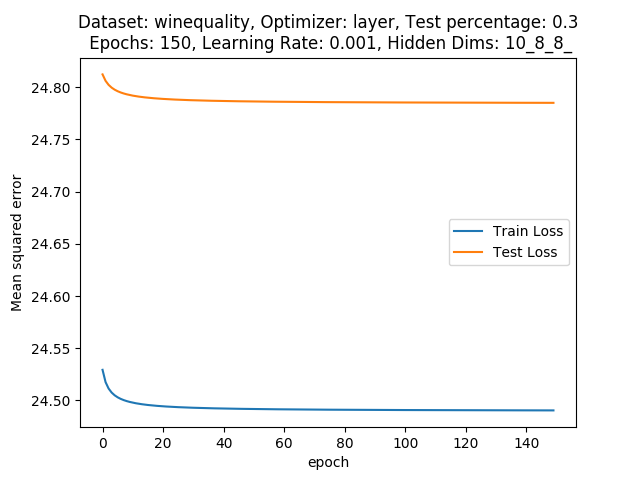 Dataset: winequality, Optimizer: layer, Test percentage: 0.3
Epochs: 150, Learning Rate: 0.001, Hidden Dims: 10_8_8_
24.80
24.75
24.70
24.65
24.60
24.55
24.50
Mean squared error
Train Loss
Test Loss
0 20 40 60 80 100 120 140
epoch